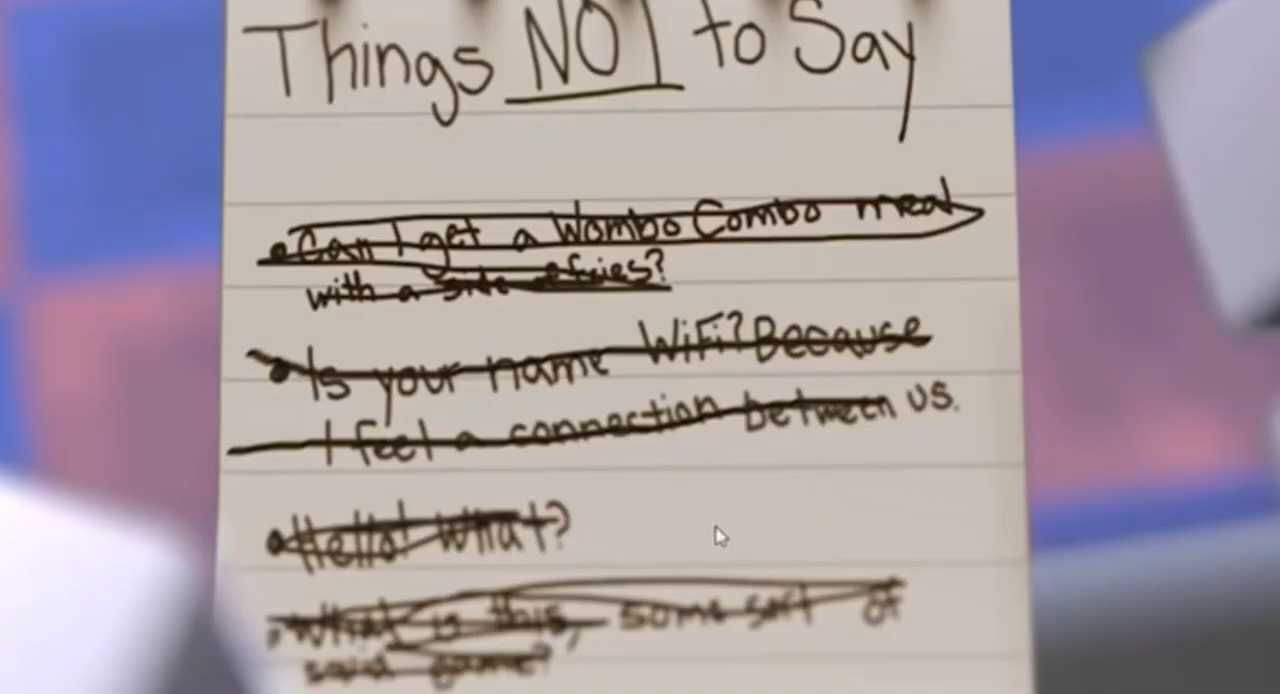 Things NOT to Say
• Can I get a Wombo Combo meal
with a side of fries?
• Is your name WiFi? Because
I feel a connection between us.
• Hello! What?
• What is this, some sort of
game?